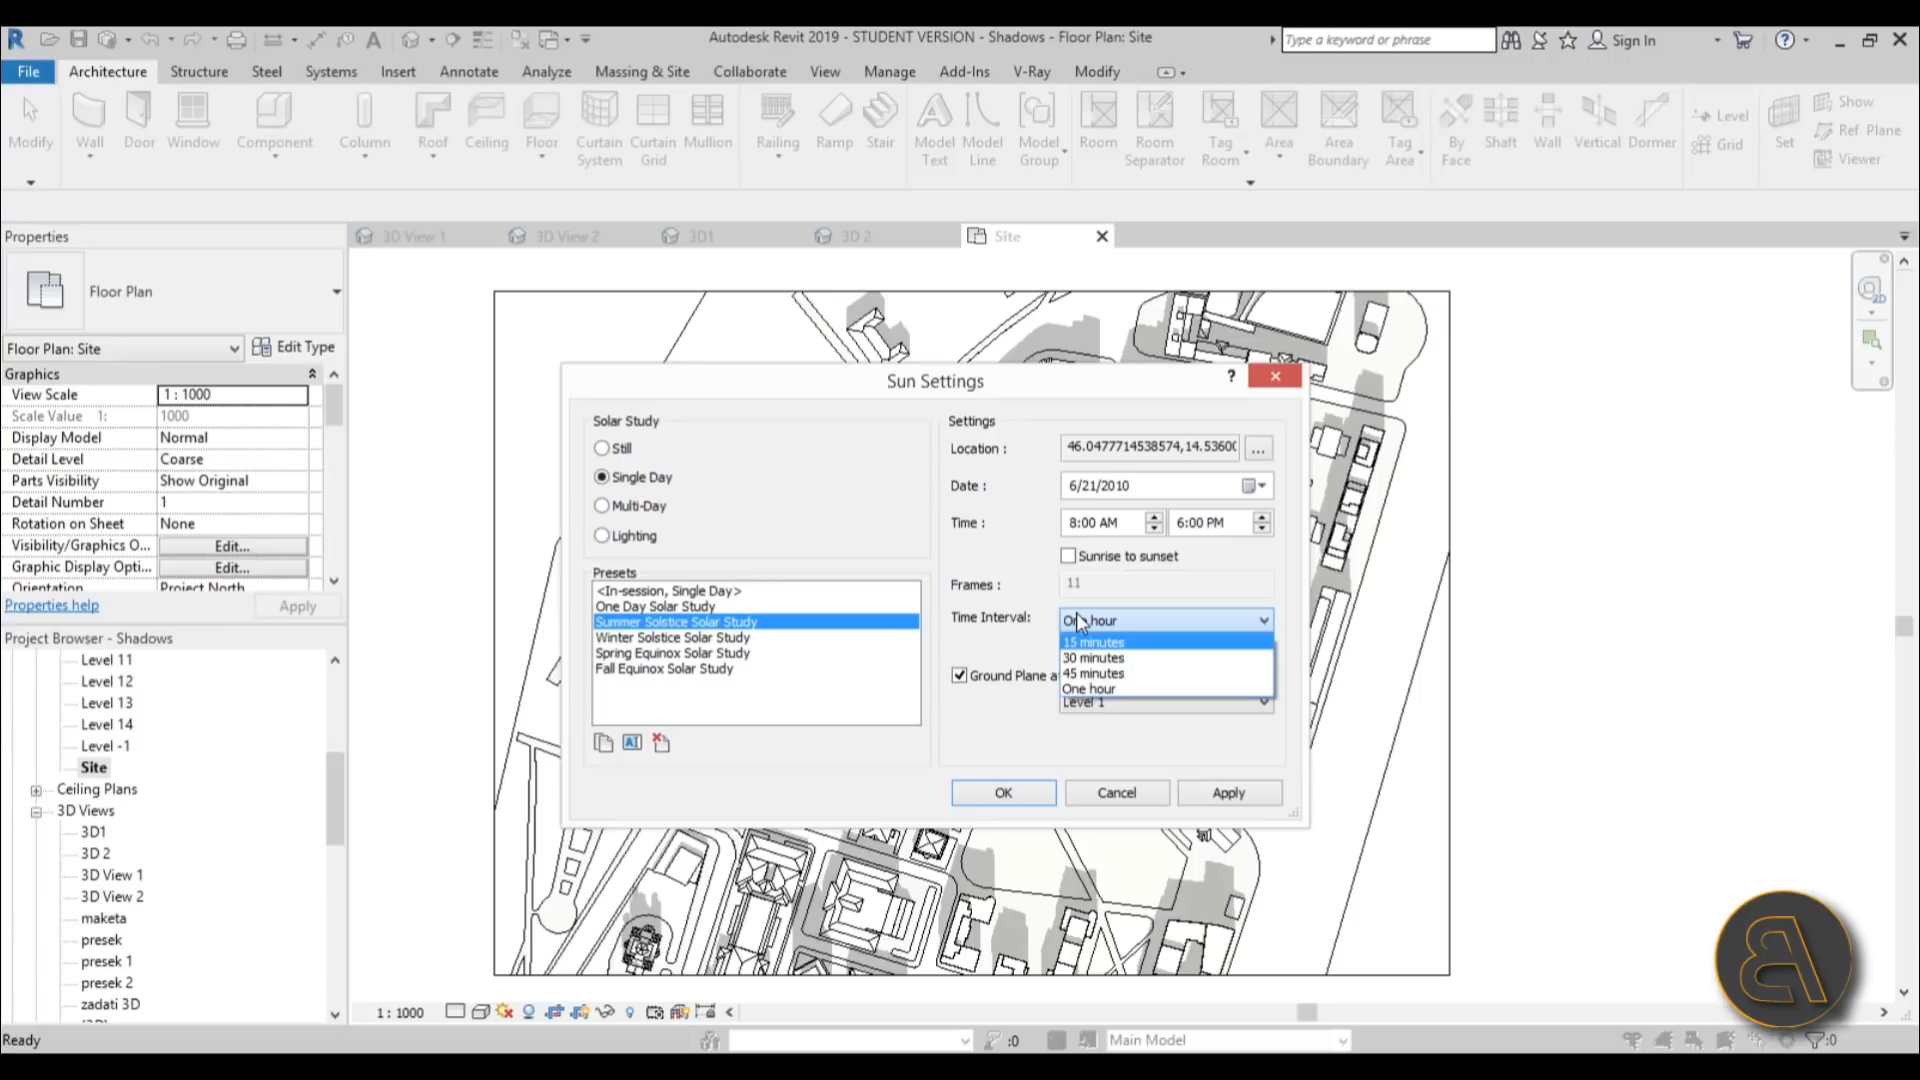 Autodesk Revit 2019 - STUDENT VERSION - Shadows - Floor Plan: Site
Type a keyword or phrase
Sign In
File Architecture Structure Steel Systems Insert Annotate Analyze Massing & Site Collaborate View Manage Add-Ins V-Ray Modify
Modify
Wall
Door
Window
Component
Column
Roof
Ceiling
Floor
Curtain System
Curtain Grid
Mullion
Railing
Ramp
Stair
Model Text
Model Line
Model Group
Room
Room Separator
Tag Room
Area
Area Boundary
Tag Area
By Face
Shaft
Wall
Vertical
Dormer
Level
Grid
Set
Show
Ref Plane
Viewer
Properties
3D View 1
3D View 2
3D1
3D 2
Site
Floor Plan
Floor Plan: Site
Edit Type
Graphics
View Scale 1 : 1000
Scale Value 1: 1000
Display Model Normal
Detail Level Coarse
Parts Visibility Show Original
Detail Number 1
Rotation on Sheet None
Visibility/Graphics O... Edit...
Graphic Display Opti... Edit...
Orientation Project North
Properties help
Apply
Project Browser - Shadows
Level 11
Level 12
Level 13
Level 14
Level -1
Site
Ceiling Plans
3D Views
3D1
3D 2
3D View 1
3D View 2
maketa
presek
presek 1
presek 2
zadati 3D
Sun Settings
?
Solar Study
Still
Single Day
Multi-Day
Lighting
Presets
<In-session, Single Day>
One Day Solar Study
Summer Solstice Solar Study
Winter Solstice Solar Study
Spring Equinox Solar Study
Fall Equinox Solar Study
Settings
Location : 46.0477714538574,14.5360( ...
Date : 6/21/2010
Time : 8:00 AM 6:00 PM
Sunrise to sunset
Frames : 11
Time Interval: One hour
15 minutes
30 minutes
45 minutes
One hour
Ground Plane a
Level 1
OK
Cancel
Apply
1 : 1000
Ready
:0
Main Model
:0